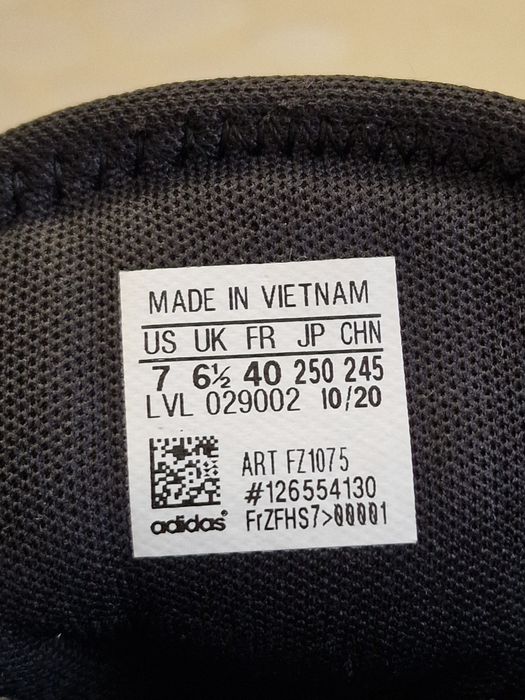 MADE IN VIETNAM
US UK FR JP CHN
7 6½ 40 250 245
LVL 029002 10/20
ART FZ1075
#126554130
adidas® FrZFHS7>00001